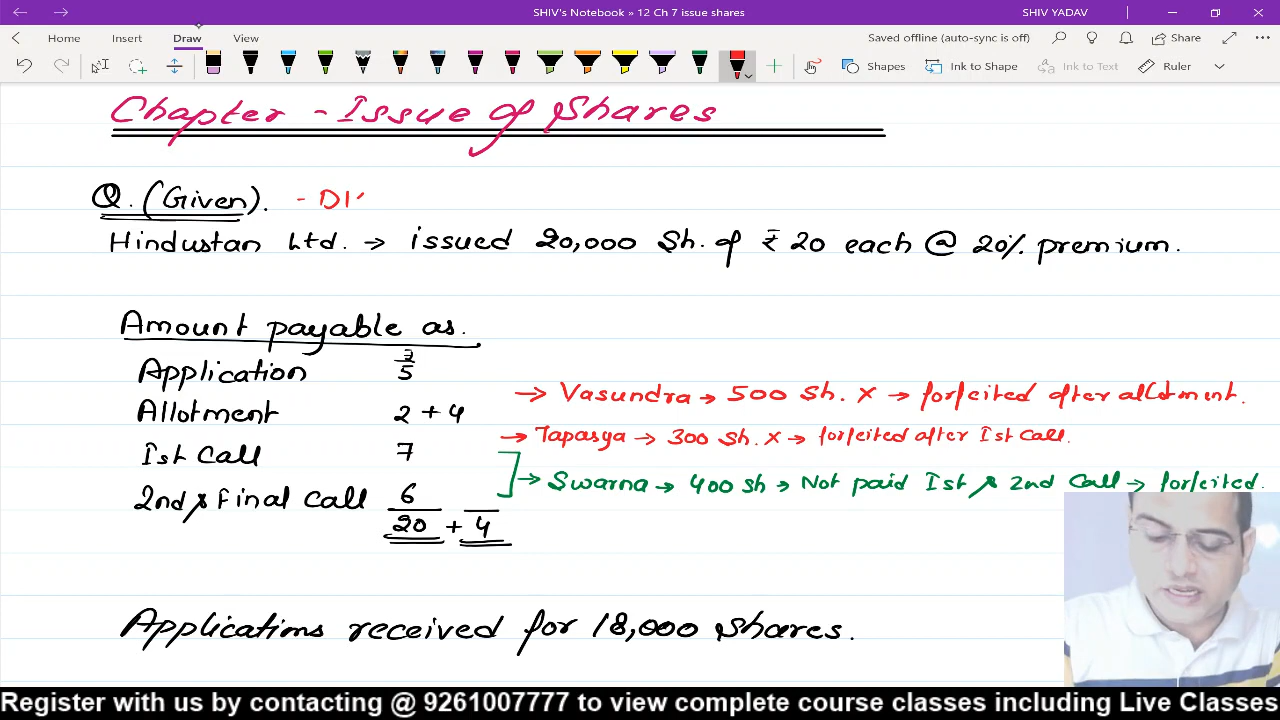 SHIV's Notebook » 12 Ch 7 issue shares
SHIV YADAV
Home Insert Draw View
Saved offline (auto-sync is off)
Share
Shapes
Ink to Shape
Ink to Text
Ruler
Chapter - Issue of Shares
Q. (Given). - DI
Hindustan Ltd. → issued 20,000 Sh. of ₹ 20 each @ 20% premium.
Amount payable as.
₹
Application 5
Allotment 2 + 4 → Vasundra → 500 Sh. X → forfeited after allotment.
Ist Call 7 → Tapasya → 300 Sh. X → forfeited after Ist Call.
2nd & Final Call 6 → Swarna → 400 Sh → Not paid Ist & 2nd Call → forfeited.
20 + 4
Applications received for 18,000 shares.
Register with us by contacting @ 9261007777 to view complete course classes including Live Classes